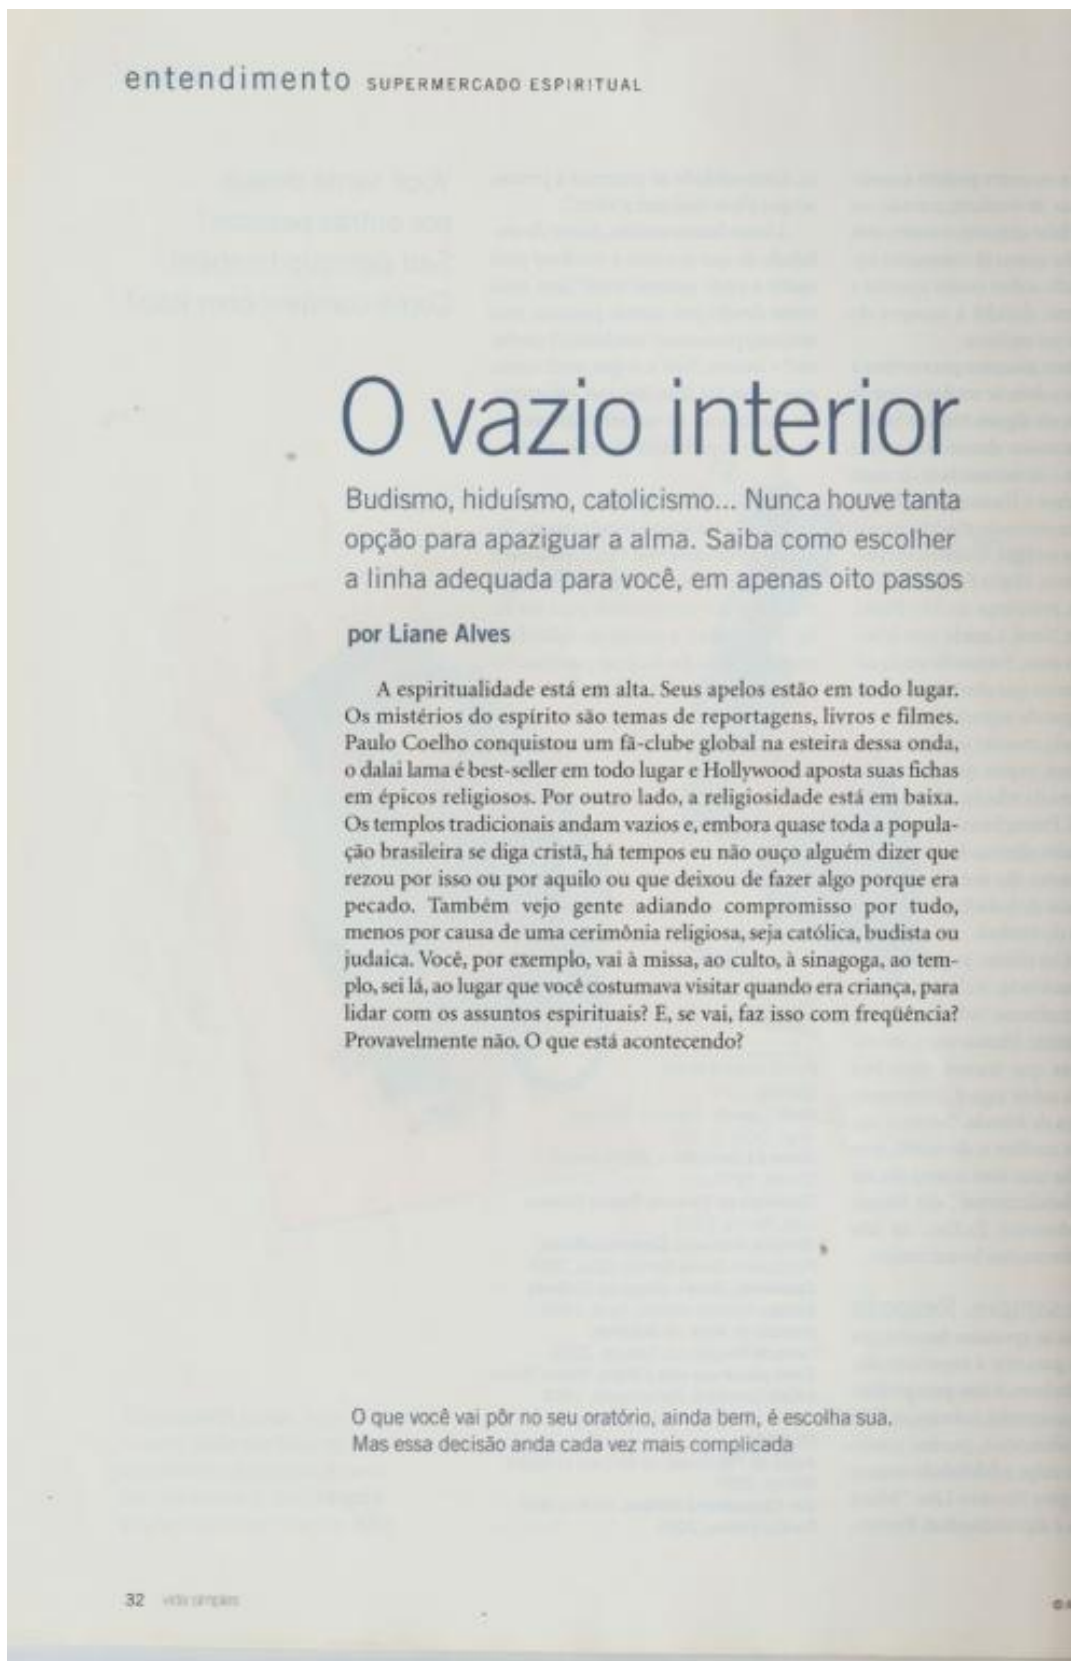 entendimento SUPERMERCADO ESPIRITUAL
O vazio interior
Budismo, hiduísmo, catolicismo... Nunca houve tanta
opção para apaziguar a alma. Saiba como escolher
a linha adequada para você, em apenas oito passos
por Liane Alves
A espiritualidade está em alta. Seus apelos estão em todo lugar.
Os mistérios do espírito são temas de reportagens, livros e filmes.
Paulo Coelho conquistou um fã-clube global na esteira dessa onda,
o dalai lama é best-seller em todo lugar e Hollywood aposta suas fichas
em épicos religiosos. Por outro lado, a religiosidade está em baixa.
Os templos tradicionais andam vazios e, embora quase toda a popula-
ção brasileira se diga cristã, há tempos eu não ouço alguém dizer que
rezou por isso ou por aquilo ou que deixou de fazer algo porque era
pecado. Também vejo gente adiando compromisso por tudo,
menos por causa de uma cerimônia religiosa, seja católica, budista ou
judaica. Você, por exemplo, vai à missa, ao culto, à sinagoga, ao tem-
plo, sei lá, ao lugar que você costumava visitar quando era criança, para
lidar com os assuntos espirituais? E, se vai, faz isso com freqüência?
Provavelmente não. O que está acontecendo?
O que você vai pôr no seu oratório, ainda bem, é escolha sua.
Mas essa decisão anda cada vez mais complicada
32 vida simples